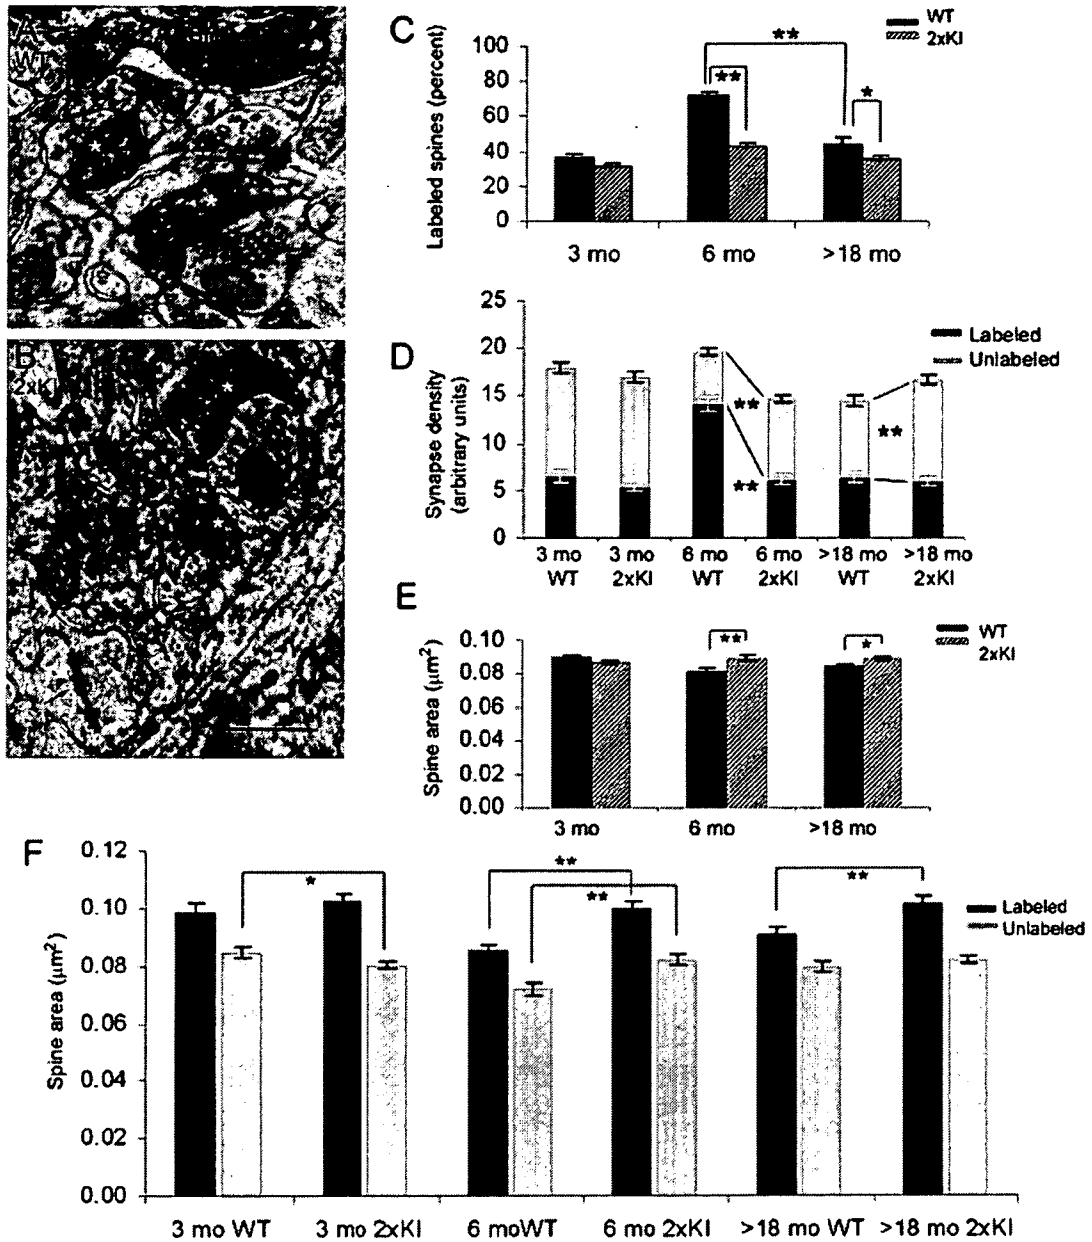 A
WT
B
2xKI
C
WT
2xKI
Labeled spines (percent)
100
80
60
40
20
0
**
**
*
3 mo
6 mo
>18 mo
D
Labeled
Unlabeled
Synapse density
(arbitrary units)
25
20
15
10
5
0
**
**
**
3 mo WT
3 mo 2xKI
6 mo WT
6 mo 2xKI
>18 mo WT
>18 mo 2xKI
E
WT
2xKI
Spine area (μm²)
0.10
0.08
0.06
0.04
0.02
0.00
**
*
3 mo
6 mo
>18 mo
F
Labeled
Unlabeled
Spine area (μm²)
0.12
0.10
0.08
0.06
0.04
0.02
0.00
*
**
**
**
3 mo WT
3 mo 2xKI
6 moWT
6 mo 2xKI
>18 mo WT
>18 mo 2xKI